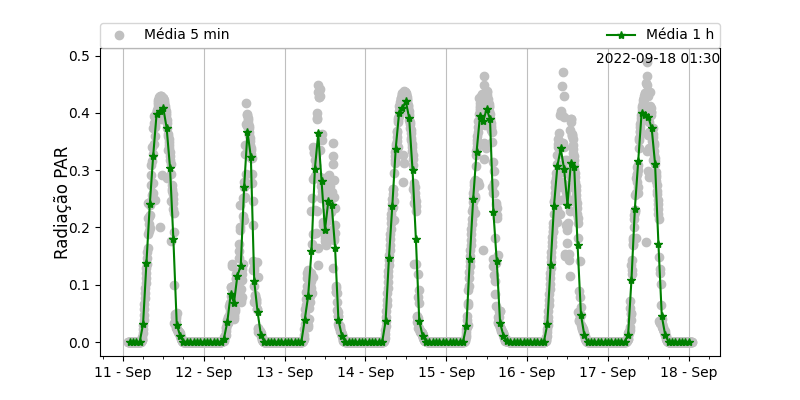 Média 5 min
Média 1 h
2022-09-18 01:30
Radiação PAR
0.5
0.4
0.3
0.2
0.1
0.0
11 - Sep
12 - Sep
13 - Sep
14 - Sep
15 - Sep
16 - Sep
17 - Sep
18 - Sep